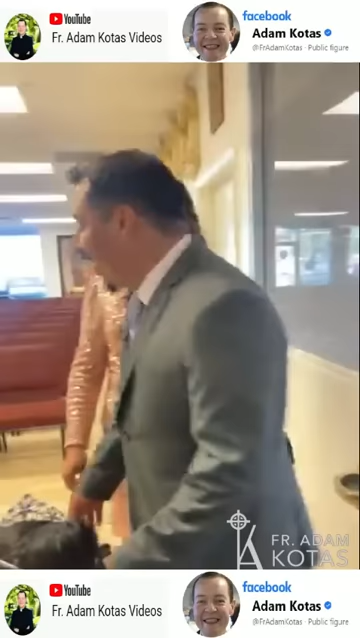 YouTube
Fr. Adam Kotas Videos
facebook
Adam Kotas
@FrAdamKotas · Public figure
FR. ADAM
KOTAS
YouTube
Fr. Adam Kotas Videos
facebook
Adam Kotas
@FrAdamKotas · Public figure